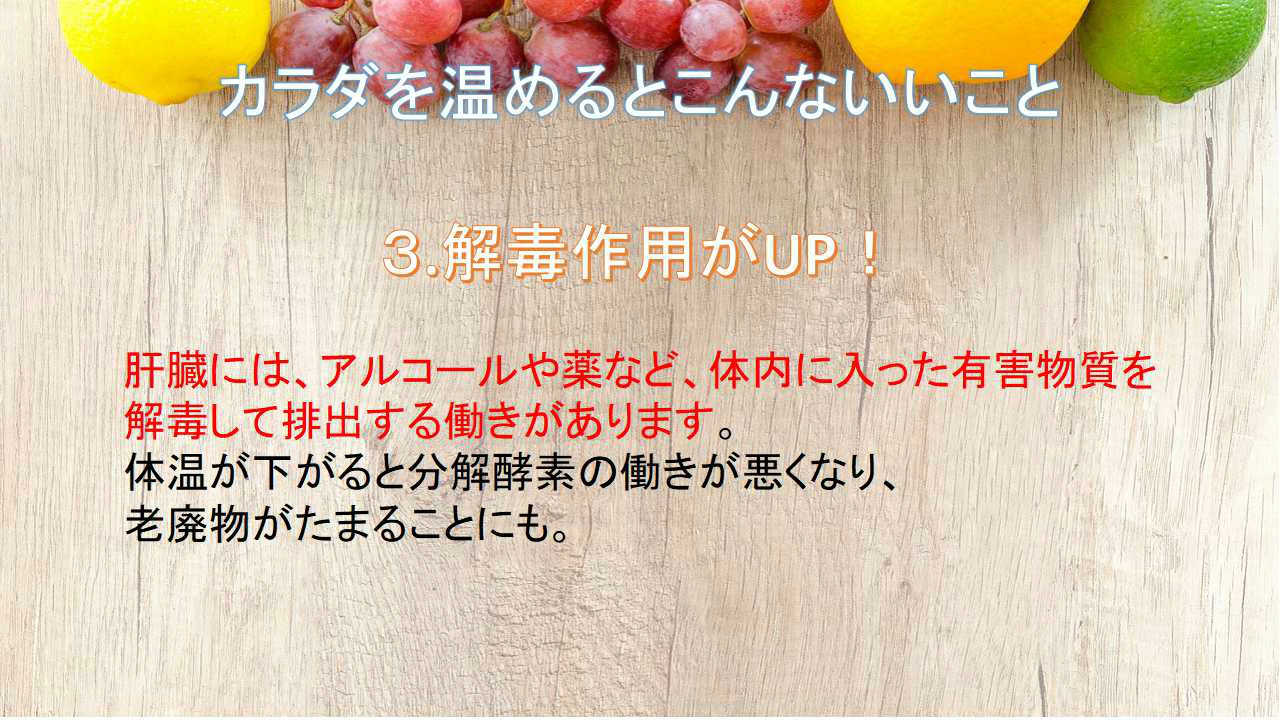 カラダを温めるとこんないいこと
３.解毒作用がUP！
肝臓には、アルコールや薬など、体内に入った有害物質を
解毒して排出する働きがあります。
体温が下がると分解酵素の働きが悪くなり、
老廃物がたまることにも。